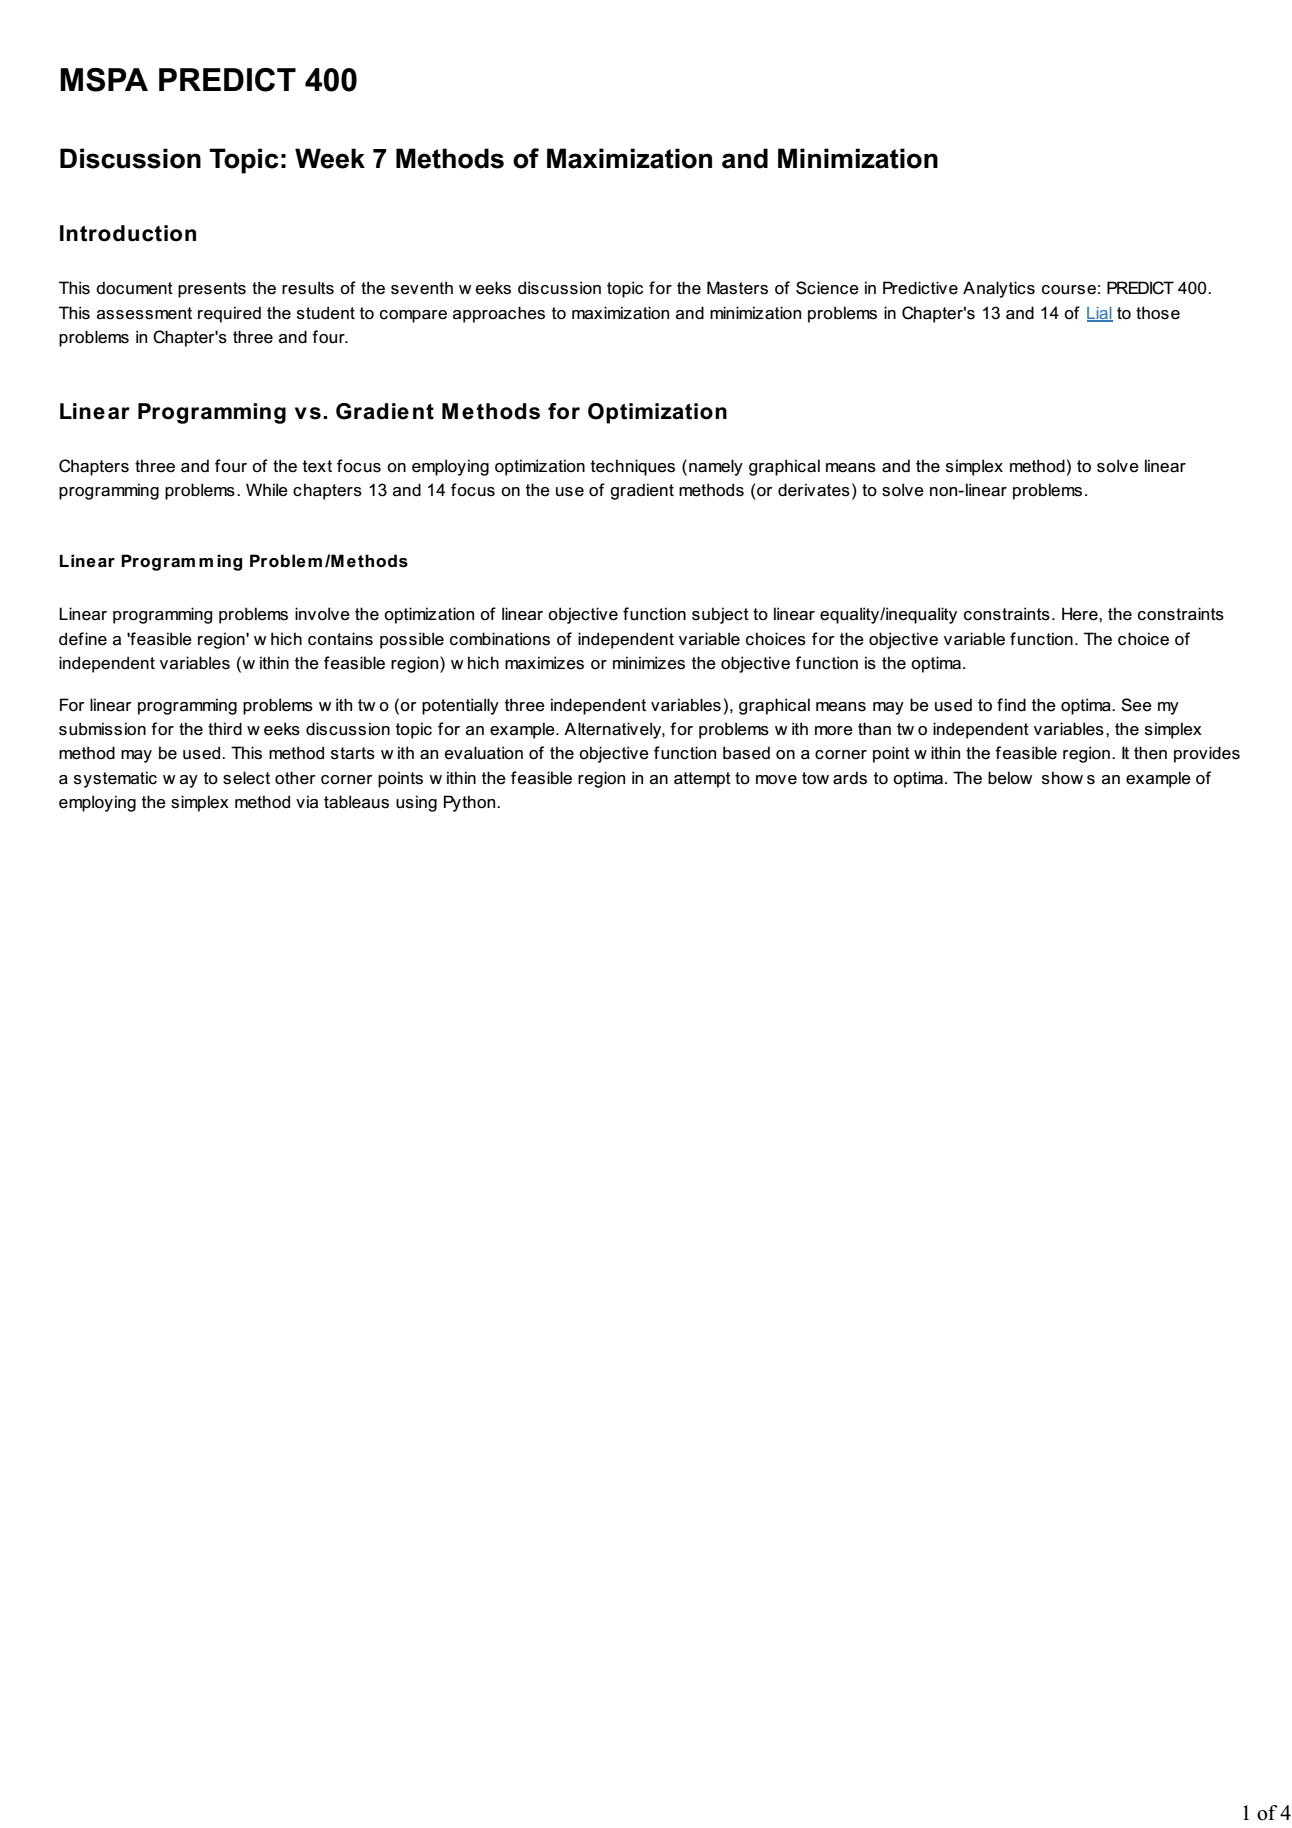 MSPA PREDICT 400
Discussion Topic: Week 7 Methods of Maximization and Minimization
Introduction
This document presents the results of the seventh weeks discussion topic for the Masters of Science in Predictive Analytics course: PREDICT 400.
This assessment required the student to compare approaches to maximization and minimization problems in Chapter's 13 and 14 of Lial to those
problems in Chapter's three and four.
Linear Programming vs. Gradient Methods for Optimization
Chapters three and four of the text focus on employing optimization techniques (namely graphical means and the simplex method) to solve linear
programming problems. While chapters 13 and 14 focus on the use of gradient methods (or derivates) to solve non-linear problems.
Linear Programming Problem/Methods
Linear programming problems involve the optimization of linear objective function subject to linear equality/inequality constraints. Here, the constraints
define a 'feasible region' which contains possible combinations of independent variable choices for the objective variable function. The choice of
independent variables (within the feasible region) which maximizes or minimizes the objective function is the optima.
For linear programming problems with two (or potentially three independent variables), graphical means may be used to find the optima. See my
submission for the third weeks discussion topic for an example. Alternatively, for problems with more than two independent variables, the simplex
method may be used. This method starts with an evaluation of the objective function based on a corner point within the feasible region. It then provides
a systematic way to select other corner points within the feasible region in an attempt to move towards to optima. The below shows an example of
employing the simplex method via tableaus using Python.
1 of 4